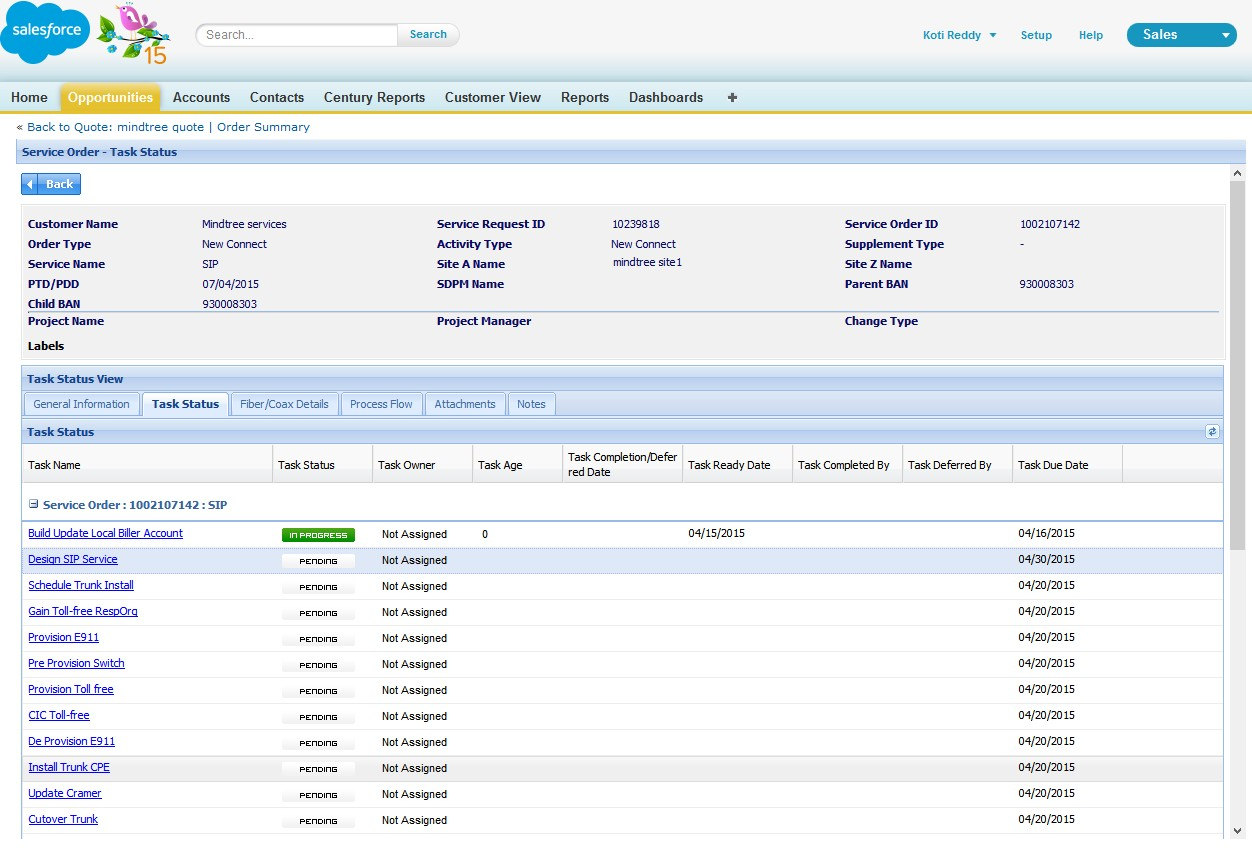 salesforce 15 Search... Search Koti Reddy Setup Help Sales
Home Opportunities Accounts Contacts Century Reports Customer View Reports Dashboards +
« Back to Quote: mindtree quote | Order Summary
Service Order - Task Status
Back
Customer Name Mindtree services Service Request ID 10239818 Service Order ID 1002107142
Order Type New Connect Activity Type New Connect Supplement Type -
Service Name SIP Site A Name mindtree site1 Site Z Name
PTD/PDD 07/04/2015 SDPM Name Parent BAN 930008303
Child BAN 930008303
Project Name Project Manager Change Type
Labels
Task Status View
General Information Task Status Fiber/Coax Details Process Flow Attachments Notes
Task Status
Task Name Task Status Task Owner Task Age Task Completion/Defer
red Date Task Ready Date Task Completed By Task Deferred By Task Due Date
Service Order : 1002107142 : SIP
Build Update Local Biller Account IN PROGRESS Not Assigned 0 04/15/2015 04/16/2015
Design SIP Service PENDING Not Assigned 04/30/2015
Schedule Trunk Install PENDING Not Assigned 04/20/2015
Gain Toll-free RespOrg PENDING Not Assigned 04/20/2015
Provision E911 PENDING Not Assigned 04/20/2015
Pre Provision Switch PENDING Not Assigned 04/20/2015
Provision Toll free PENDING Not Assigned 04/20/2015
CIC Toll-free PENDING Not Assigned 04/20/2015
De Provision E911 PENDING Not Assigned 04/20/2015
Install Trunk CPE PENDING Not Assigned 04/20/2015
Update Cramer PENDING Not Assigned 04/20/2015
Cutover Trunk PENDING Not Assigned 04/20/2015